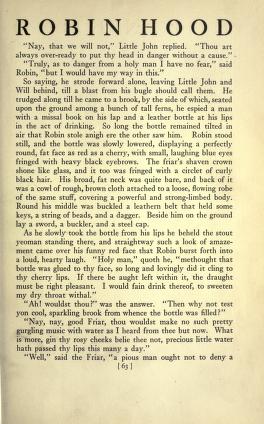 ROBIN HOOD
"Nay, that we will not," Little John replied. "Thou art
always over-ready to put thy head in danger without a cause."
"Truly, as to danger from a holy man I have no fear," said
Robin, "but I would have my way in this."
So saying, he strode forward alone, leaving Little John and
Will behind, till a blast from his bugle should call them. He
trudged along till he came to a brook, by the side of which, seated
upon the ground among a bunch of tall ferns, he espied a man
with a missal book on his lap and a leather bottle at his lips
in the act of drinking. So long the bottle remained tilted in
air that Robin stole anigh ere the other saw him. Robin stood
still, and the bottle was slowly lowered, displaying a perfectly
round, fat face as red as a cherry, with small, laughing blue eyes
fringed with heavy black eyebrows. The friar's shaven crown
shone like glass, and it too was fringed with a circlet of curly
black hair. His broad, fat neck was quite bare, and back of it
was a cowl of rough, brown cloth attached to a loose, flowing robe
of the same stuff, covering a powerful and strong-limbed body.
Round his middle was buckled a leathern belt that held some
keys, a string of beads, and a dagger. Beside him on the ground
lay a sword, a buckler, and a steel cap.
As he slowly took the bottle from his lips he beheld the stout
yeoman standing there, and straightway such a look of amaze-
ment came over his funny red face that Robin burst forth into
a loud, hearty laugh. "Holy man," quoth he, "methought that
bottle was glued to thy face, so long and lovingly did it cling to
thy cherry lips. If there be aught left within it, the draught
must be right pleasant. I would fain drink thereof, to sweeten
my dry throat withal."
"Ah! wouldst thou?" was the answer. "Then why not test
yon cool, sparkling brook from whence the bottle was filled?"
"Nay, nay, good Friar, thou wouldst make no such pretty
gurgling music with water as I heard from thee but now. What
is more, gin thy rosy cheeks belie thee not, precious little water
hath passed thy lips this many a day."
"Well," said the Friar, "a pious man ought not to deny a
[63]